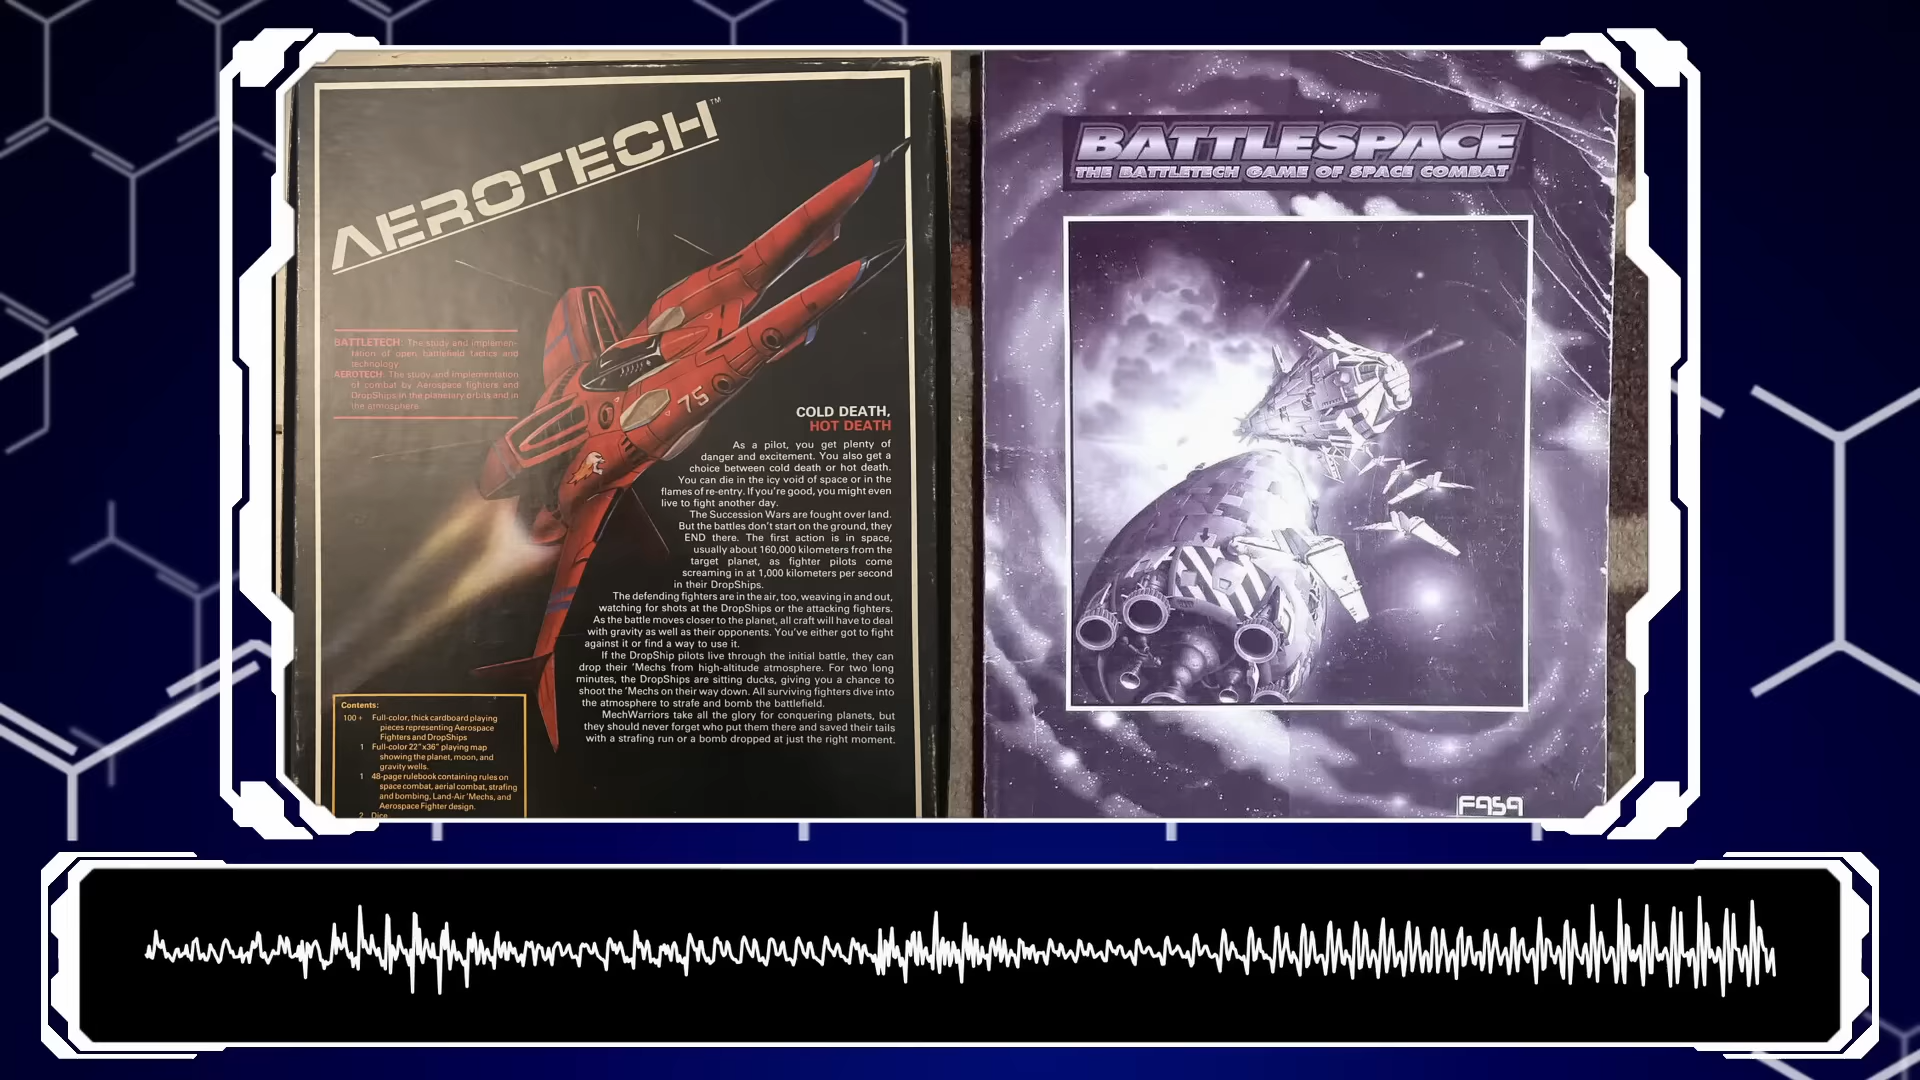 AEROTECH™
BATTLETECH: The study and implemen-
tation of open battlefield tactics and
technology
AEROTECH: The study and implementation
of combat by Aerospace fighters and
DropShips in the planetary orbits and in
the atmosphere.
75
COLD DEATH,
HOT DEATH
As a pilot, you get plenty of
danger and excitement. You also get a
choice between cold death or hot death.
You can die in the icy void of space or in the
flames of re-entry. If you're good, you might even
live to fight another day.
The Succession Wars are fought over land.
But the battles don't start on the ground, they
END there. The first action is in space,
usually about 160,000 kilometers from the
target planet, as fighter pilots come
screaming in at 1,000 kilometers per second
in their DropShips.
The defending fighters are in the air, too, weaving in and out,
watching for shots at the DropShips or the attacking fighters.
As the battle moves closer to the planet, all craft will have to deal
with gravity as well as their opponents. You've either got to fight
against it or find a way to use it.
If the DropShip pilots live through the initial battle, they can
drop their 'Mechs from high-altitude atmosphere. For two long
minutes, the DropShips are sitting ducks, giving you a chance to
shoot the 'Mechs on their way down. All surviving fighters dive into
the atmosphere to strafe and bomb the battlefield.
MechWarriors take all the glory for conquering planets, but
they should never forget who put them there and saved their tails
with a strafing run or a bomb dropped at just the right moment.
Contents:
100 + Full-color, thick cardboard playing
pieces representing Aerospace
Fighters and DropShips
1 Full-color 22"x36" playing map
showing the planet, moon, and
gravity wells.
1 48-page rulebook containing rules on
space combat, aerial combat, strafing
and bombing, Land-Air 'Mechs, and
Aerospace Fighter design.
2 Dice
BATTLESPACE
THE BATTLETECH GAME OF SPACE COMBAT
FASA